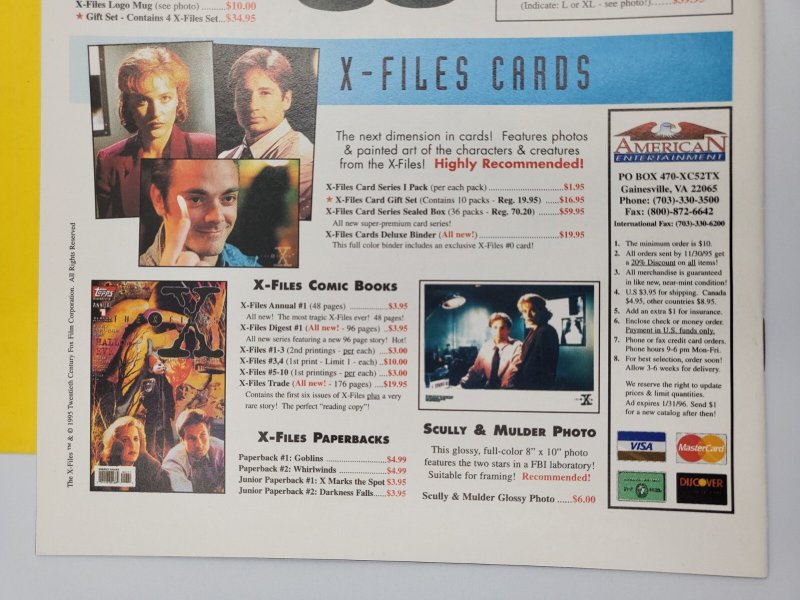 X-Files Logo Mug (see photo) ..........$10.00
★ Gift Set - Contains 4 X-Files Set...$34.95
(Indicate: L or XL - see photo!)......$39.95
X-FILES CARDS
The next dimension in cards! Features photos
& painted art of the characters & creatures
from the X-Files! Highly Recommended!
X-Files Card Series I Pack (per each pack) ................$1.95
★ X-Files Card Gift Set (Contains 10 packs - Reg. 19.95) ......$16.95
X-Files Card Series Sealed Box (36 packs - Reg. 70.20) .......$59.95
All new super-premium card series!
X-Files Cards Deluxe Binder (All new!) ................$19.95
This full color binder includes an exclusive X-Files #0 card!
X
X-FILES COMIC BOOKS
X-Files Annual #1 (48 pages) ..................$3.95
All new! The most tragic X-Files ever! 48 pages!
X-Files Digest #1 (All new! - 96 pages) ..$3.95
All new series featuring a new 96 page story! Hot!
X-Files #1-3 (2nd printings - per each) ....$3.00
X-Files #3,4 (1st print - Limit 1 - each) ....$10.00
X-Files #5-10 (1st printings - per each) ....$3.00
X-Files Trade (All new! - 176 pages) ....$19.95
Contains the first six issues of X-Files plus a very
rare story! The perfect "reading copy"!
TOPPS
ANNUAL
1
THE X FILES
X-FILES PAPERBACKS
Paperback #1: Goblins ..................$4.99
Paperback #2: Whirlwinds ...............$4.99
Junior Paperback #1: X Marks the Spot $3.95
Junior Paperback #2: Darkness Falls.....$3.95
SCULLY & MULDER PHOTO
This glossy, full-color 8" x 10" photo
features the two stars in a FBI laboratory!
Suitable for framing! Recommended!
Scully & Mulder Glossy Photo ......$6.00
AMERICAN
ENTERTAINMENT
PO BOX 470-XC52TX
Gainesville, VA 22065
Phone: (703)-330-3500
Fax: (800)-872-6642
International Fax: (703)-330-6200
1. The minimum order is $10.
2. All orders sent by 11/30/95 get
a 20% Discount on all items!
3. All merchandise is guaranteed
in like new, near-mint condition!
4. U.S $3.95 for shipping. Canada
$4.95, other countries $8.95.
5. Add an extra $1 for insurance.
6. Enclose check or money order.
Payment in U.S. funds only.
7. Phone or fax credit card orders.
Phone hours 9-6 pm Mon-Fri.
8. For best selection, order soon!
Allow 3-6 weeks for delivery.
We reserve the right to update
prices & limit quantities.
Ad expires 1/31/96. Send $1
for a new catalog after then!
VISA
MasterCard
DISCOVER
The X-Files ™ & © 1995 Twentieth Century Fox Film Corporation. All Rights Reserved